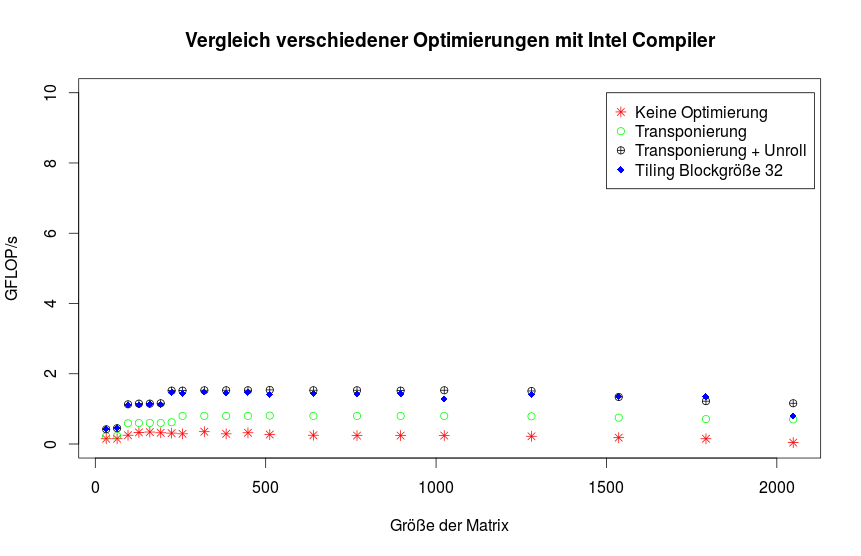 Vergleich verschiedener Optimierungen mit Intel Compiler
10
8
6
4
2
0
GFLOP/s
Keine Optimierung
Transponierung
Transponierung + Unroll
Tiling Blockgröße 32
0 500 1000 1500 2000
Größe der Matrix